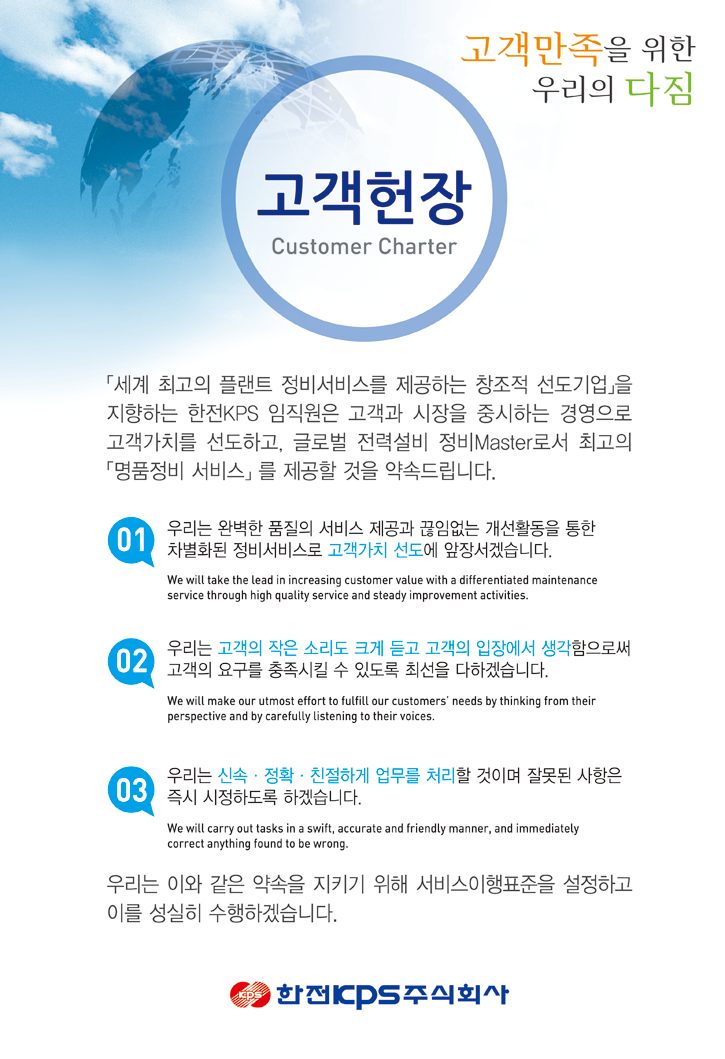 고객만족을 위한
우리의 다짐
고객헌장
Customer Charter
「세계 최고의 플랜트 정비서비스를 제공하는 창조적 선도기업」을
지향하는 한전KPS 임직원은 고객과 시장을 중시하는 경영으로
고객가치를 선도하고, 글로벌 전력설비 정비Master로서 최고의
「명품정비 서비스」를 제공할 것을 약속드립니다.
01
우리는 완벽한 품질의 서비스 제공과 끊임없는 개선활동을 통한
차별화된 정비서비스로 고객가치 선도에 앞장서겠습니다.
We will take the lead in increasing customer value with a differentiated maintenance
service through high quality service and steady improvement activities.
02
우리는 고객의 작은 소리도 크게 듣고 고객의 입장에서 생각함으로써
고객의 요구를 충족시킬 수 있도록 최선을 다하겠습니다.
We will make our utmost effort to fulfill our customers’ needs by thinking from their
perspective and by carefully listening to their voices.
03
우리는 신속 · 정확 · 친절하게 업무를 처리할 것이며 잘못된 사항은
즉시 시정하도록 하겠습니다.
We will carry out tasks in a swift, accurate and friendly manner, and immediately
correct anything found to be wrong.
우리는 이와 같은 약속을 지키기 위해 서비스이행표준을 설정하고
이를 성실히 수행하겠습니다.
KPS 한전KPS주식회사